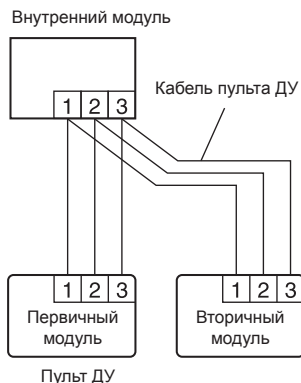 Внутренний модуль
1 2 3
Кабель пульта ДУ
1 2 3
Первичный
модуль
1 2 3
Вторичный
модуль
Пульт ДУ